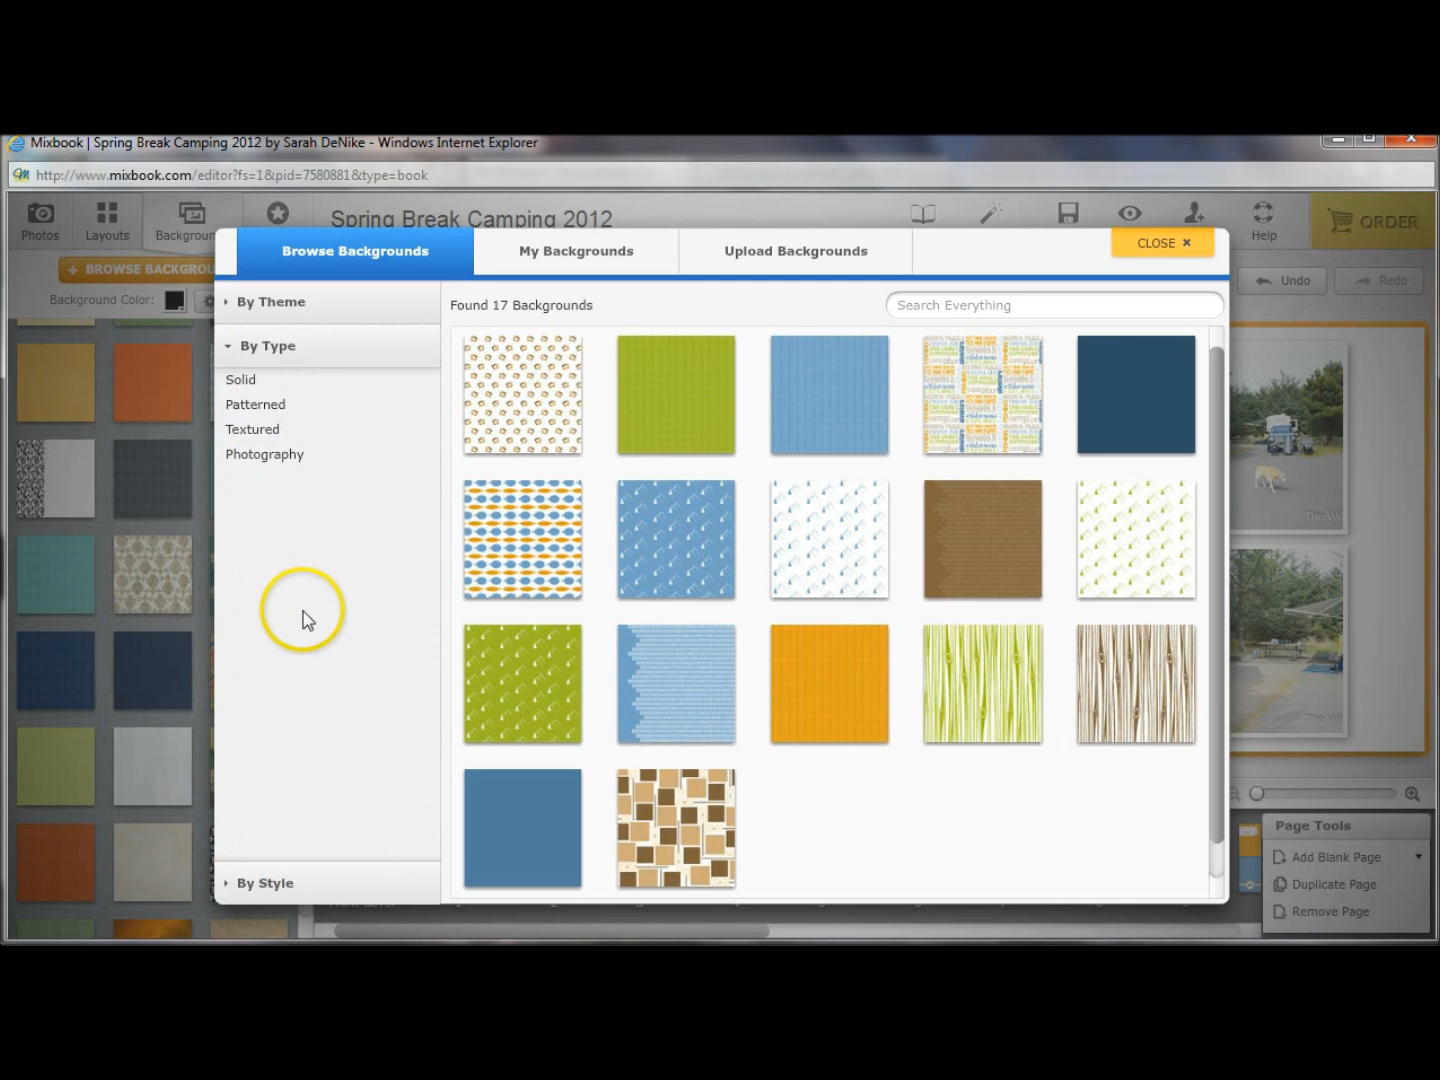 Mixbook | Spring Break Camping 2012 by Sarah DeNike - Windows Internet Explorer
http://www.mixbook.com/editor?fs=1&pid=7580881&type=book
Photos
Layouts
Backgroun
Spring Break Camping 2012
Help
ORDER
BROWSE BACKGROU
Background Color:
Browse Backgrounds
My Backgrounds
Upload Backgrounds
CLOSE ×
Undo
Redo
By Theme
Found 17 Backgrounds
Search Everything
By Type
Solid
Patterned
Textured
Photography
By Style
Page Tools
Add Blank Page
Duplicate Page
Remove Page